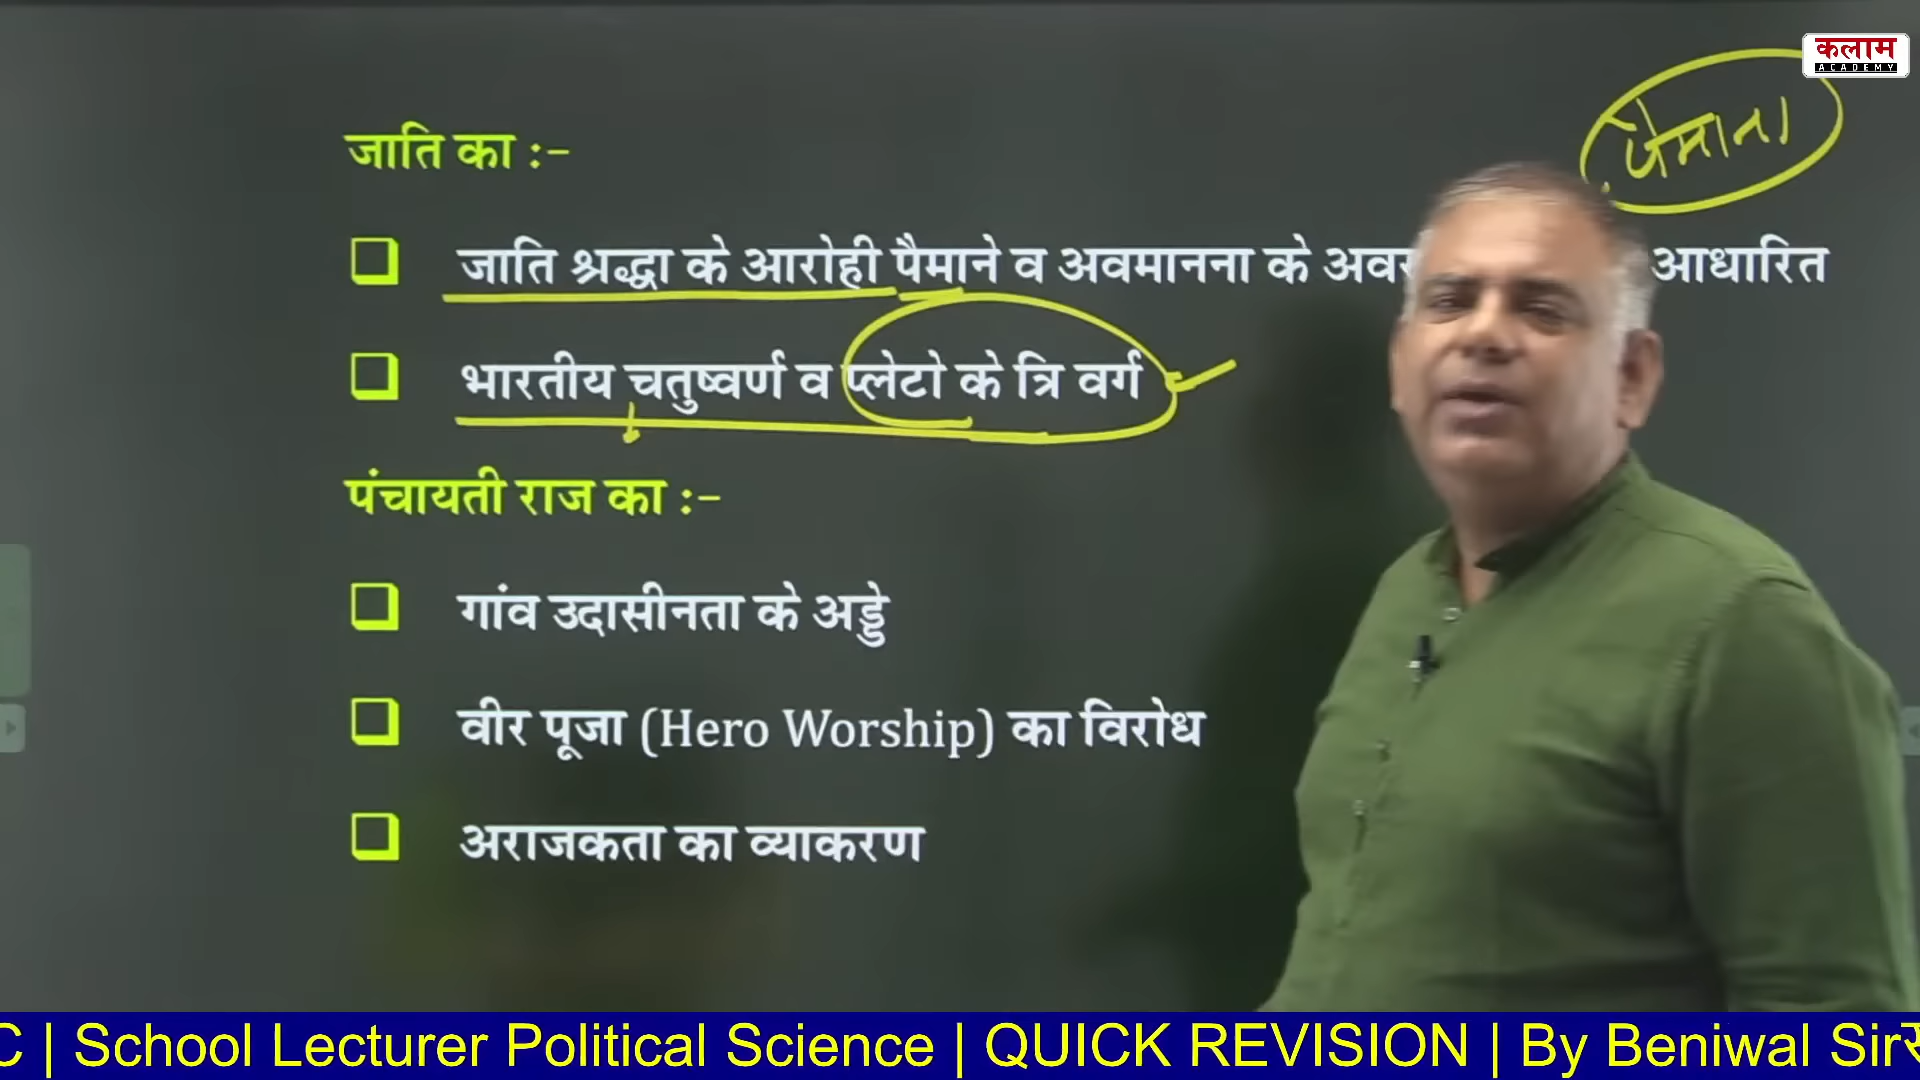 कलाम
ACADEMY
पैमाना
जाति का :-
जाति श्रद्धा के आरोही पैमाने व अवमानना के आधारित
भारतीय चतुष्वर्ण व प्लेटो के त्रि वर्ग
पंचायती राज का :-
गांव उदासीनता के अड्डे
वीर पूजा (Hero Worship) का विरोध
अराजकता का व्याकरण
C | School Lecturer Political Science | QUICK REVISION | By Beniwal Sir